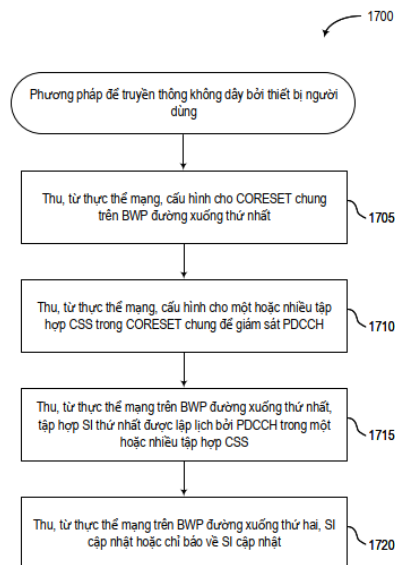 1700
Phương pháp để truyền thông không dây bởi thiết bị người
dùng
Thu, từ thực thể mạng, cấu hình cho CORESET chung
trên BWP đường xuống thứ nhất
1705
Thu, từ thực thể mạng, cấu hình cho một hoặc nhiều tập
hợp CSS trong CORESET chung để giám sát PDCCH
1710
Thu, từ thực thể mạng trên BWP đường xuống thứ nhất,
tập hợp SI thứ nhất được lập lịch bởi PDCCH trong một
hoặc nhiều tập hợp CSS
1715
Thu, từ thực thể mạng trên BWP đường xuống thứ hai, SI
cập nhật hoặc chỉ báo về SI cập nhật
1720